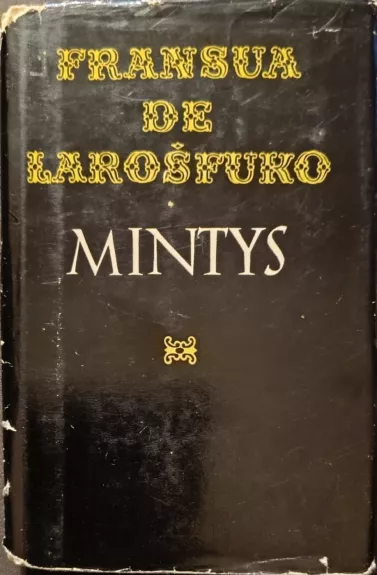 FRANSUA
DE
LAROŠFUKO
MINTYS